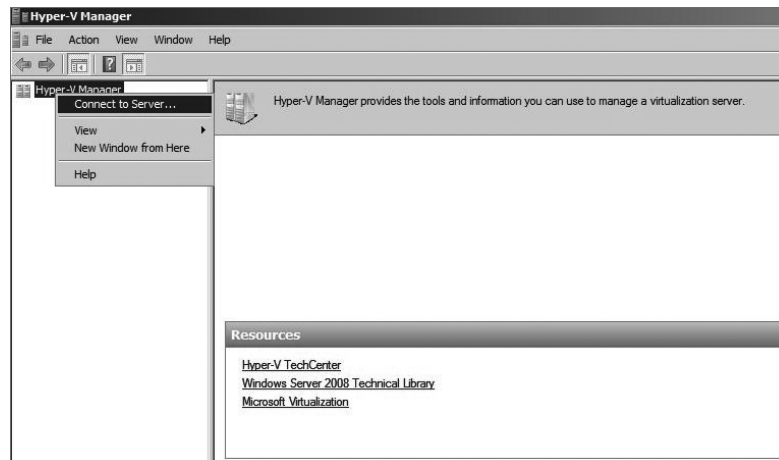 Hyper-V Manager
File Action View Window Help
Hyper-V Manager
Connect to Server...
View
New Window from Here
Help
Hyper-V Manager provides the tools and information you can use to manage a virtualization server.
Resources
Hyper-V TechCenter
Windows Server 2008 Technical Library
Microsoft Virtualization